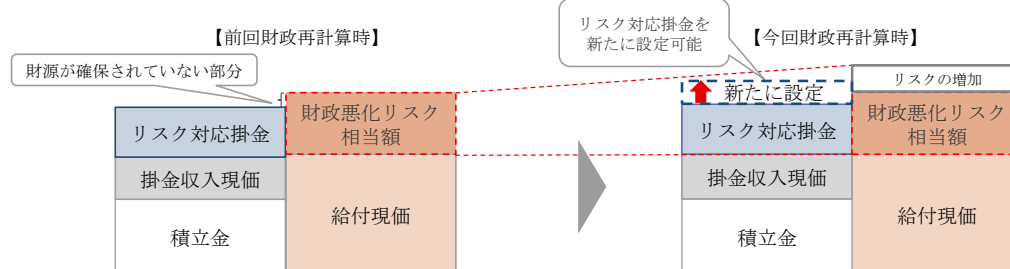 【前回財政再計算時】
財源が確保されていない部分
リスク対応掛金
財政悪化リスク
相当額
掛金収入現価
給付現価
積立金
リスク対応掛金を
新たに設定可能
【今回財政再計算時】
リスクの増加
新たに設定
リスク対応掛金
財政悪化リスク
相当額
掛金収入現価
給付現価
積立金